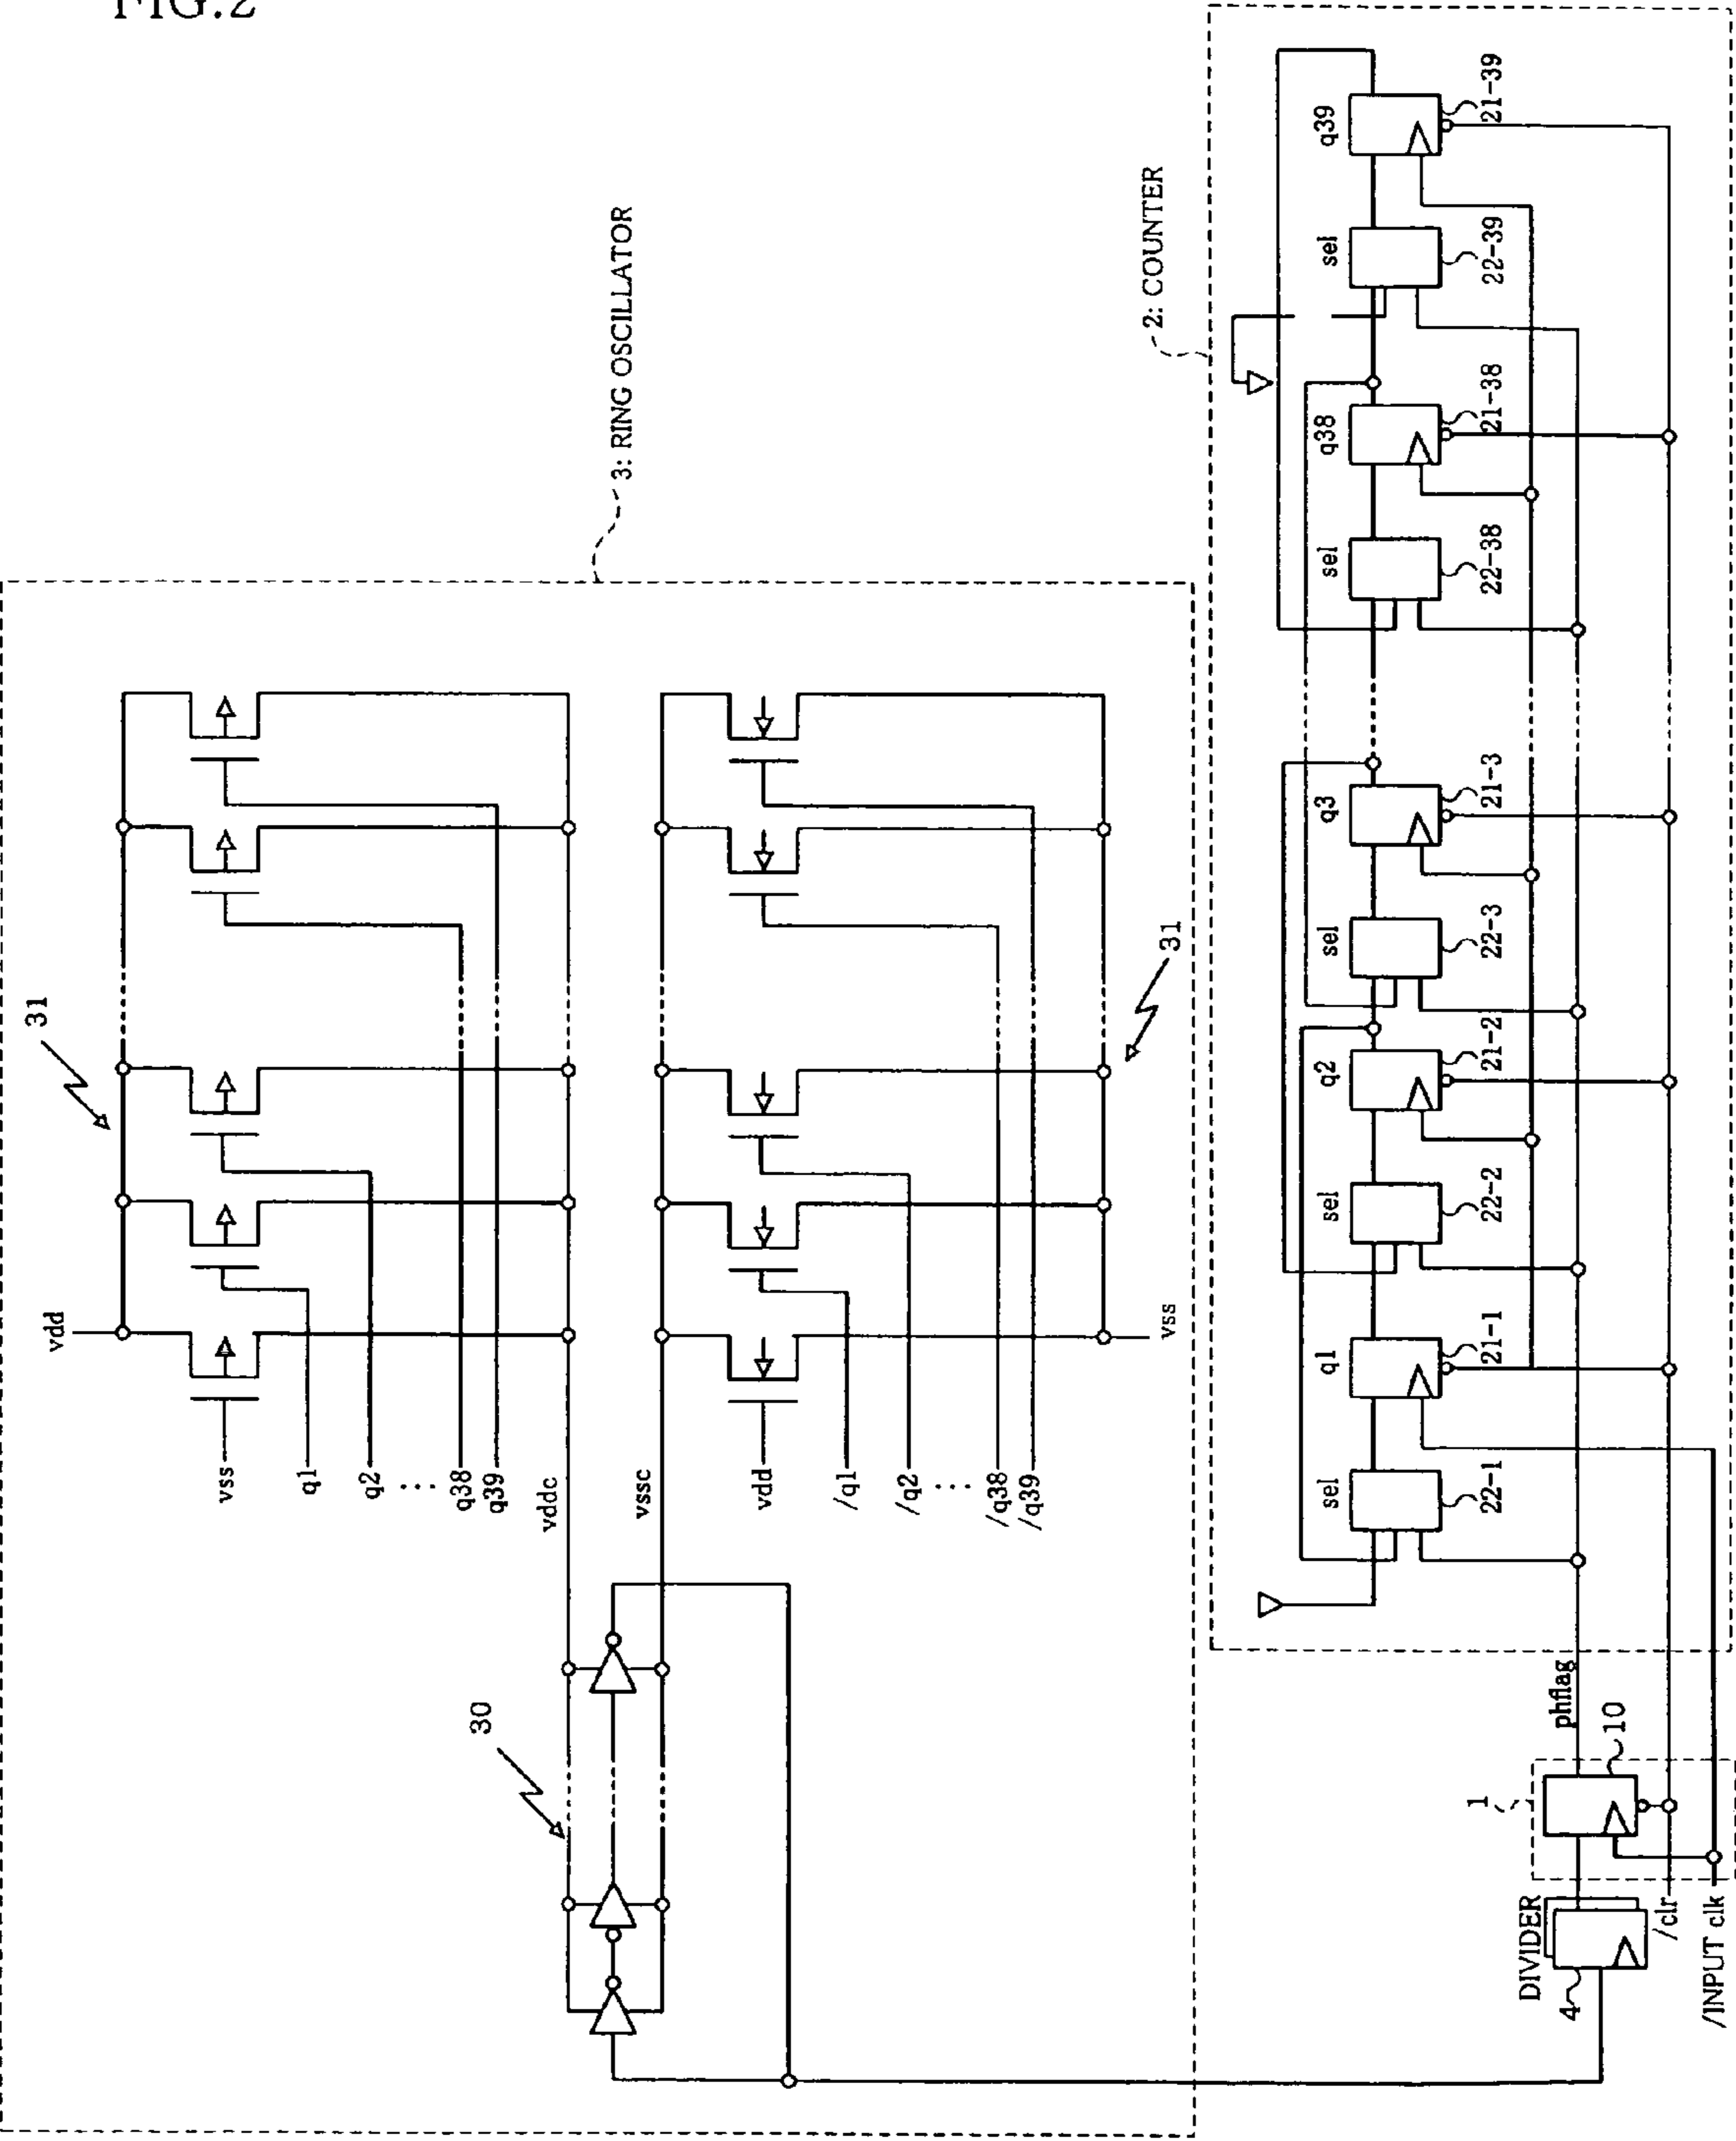 FIG.2
3: RING OSCILLATOR
31
vdd
vss
q1
q2
...
q38
q39
vddc
vssc
vdd
/q1
/q2
...
/q38
/q39
vss
31
30
2: COUNTER
sel
q1
sel
q2
sel
q3
sel
q38
sel
q39
22-1
21-1
22-2
21-2
22-3
21-3
22-38
21-38
22-39
21-39
phflag
1
10
DIVIDER
4
/clr
/INPUT clk